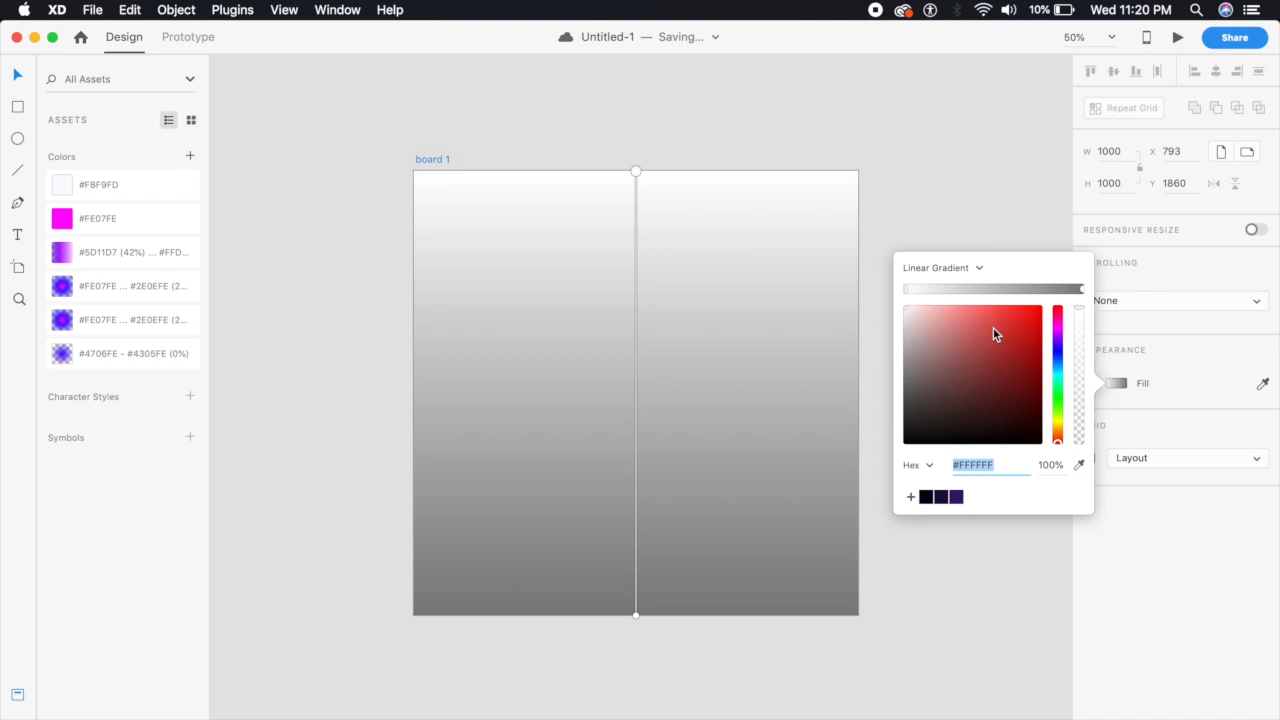 XD File Edit Object Plugins View Window Help 10% Wed 11:20 PM
Design Prototype Untitled-1 — Saving... 50% Share
All Assets
ASSETS
Colors
#FBF9FD
#FE07FE
#5D11D7 (42%) ... #FFD...
#FE07FE ... #2E0EFE (2...
#FE07FE ... #2E0EFE (2...
#4706FE - #4305FE (0%)
Character Styles
Symbols
board 1
Linear Gradient
Hex #FFFFFF 100%
Repeat Grid
W 1000 X 793
H 1000 Y 1860
RESPONSIVE RESIZE
ROLLING
None
PEARANCE
Fill
RID
Layout